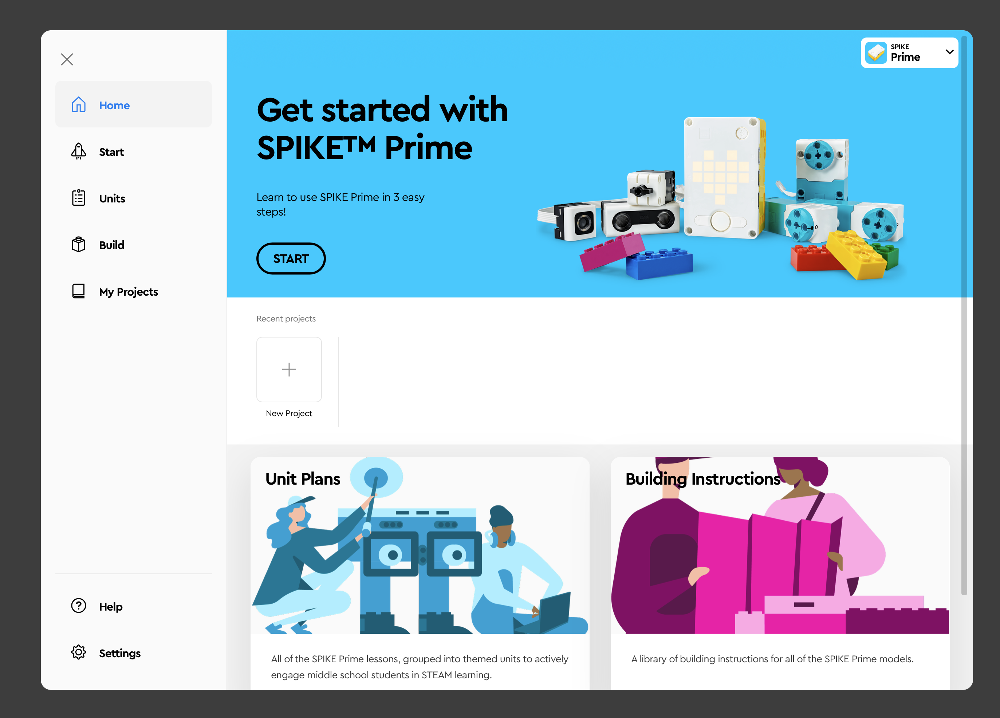 Home
Start
Units
Build
My Projects
Help
Settings
SPIKE
Prime
Get started with
SPIKE™ Prime
Learn to use SPIKE Prime in 3 easy
steps!
START
Recent projects
New Project
Unit Plans
All of the SPIKE Prime lessons, grouped into themed units to actively
engage middle school students in STEAM learning.
Building Instructions
A library of building instructions for all of the SPIKE Prime models.